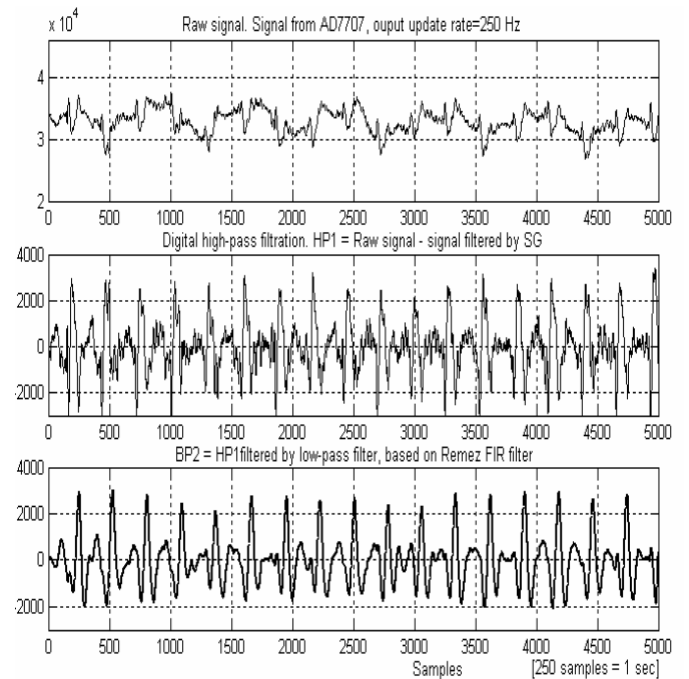 x 10^4
Raw signal. Signal from AD7707, ouput update rate=250 Hz
4
3
2
0 500 1000 1500 2000 2500 3000 3500 4000 4500 5000
Digital high-pass filtration. HP1 = Raw signal - signal filtered by SG
4000
2000
0
-2000
0 500 1000 1500 2000 2500 3000 3500 4000 4500 5000
BP2 = HP1filtered by low-pass filter, based on Remez FIR filter
4000
2000
0
-2000
0 500 1000 1500 2000 2500 3000 3500 4000 4500 5000
Samples [250 samples = 1 sec]